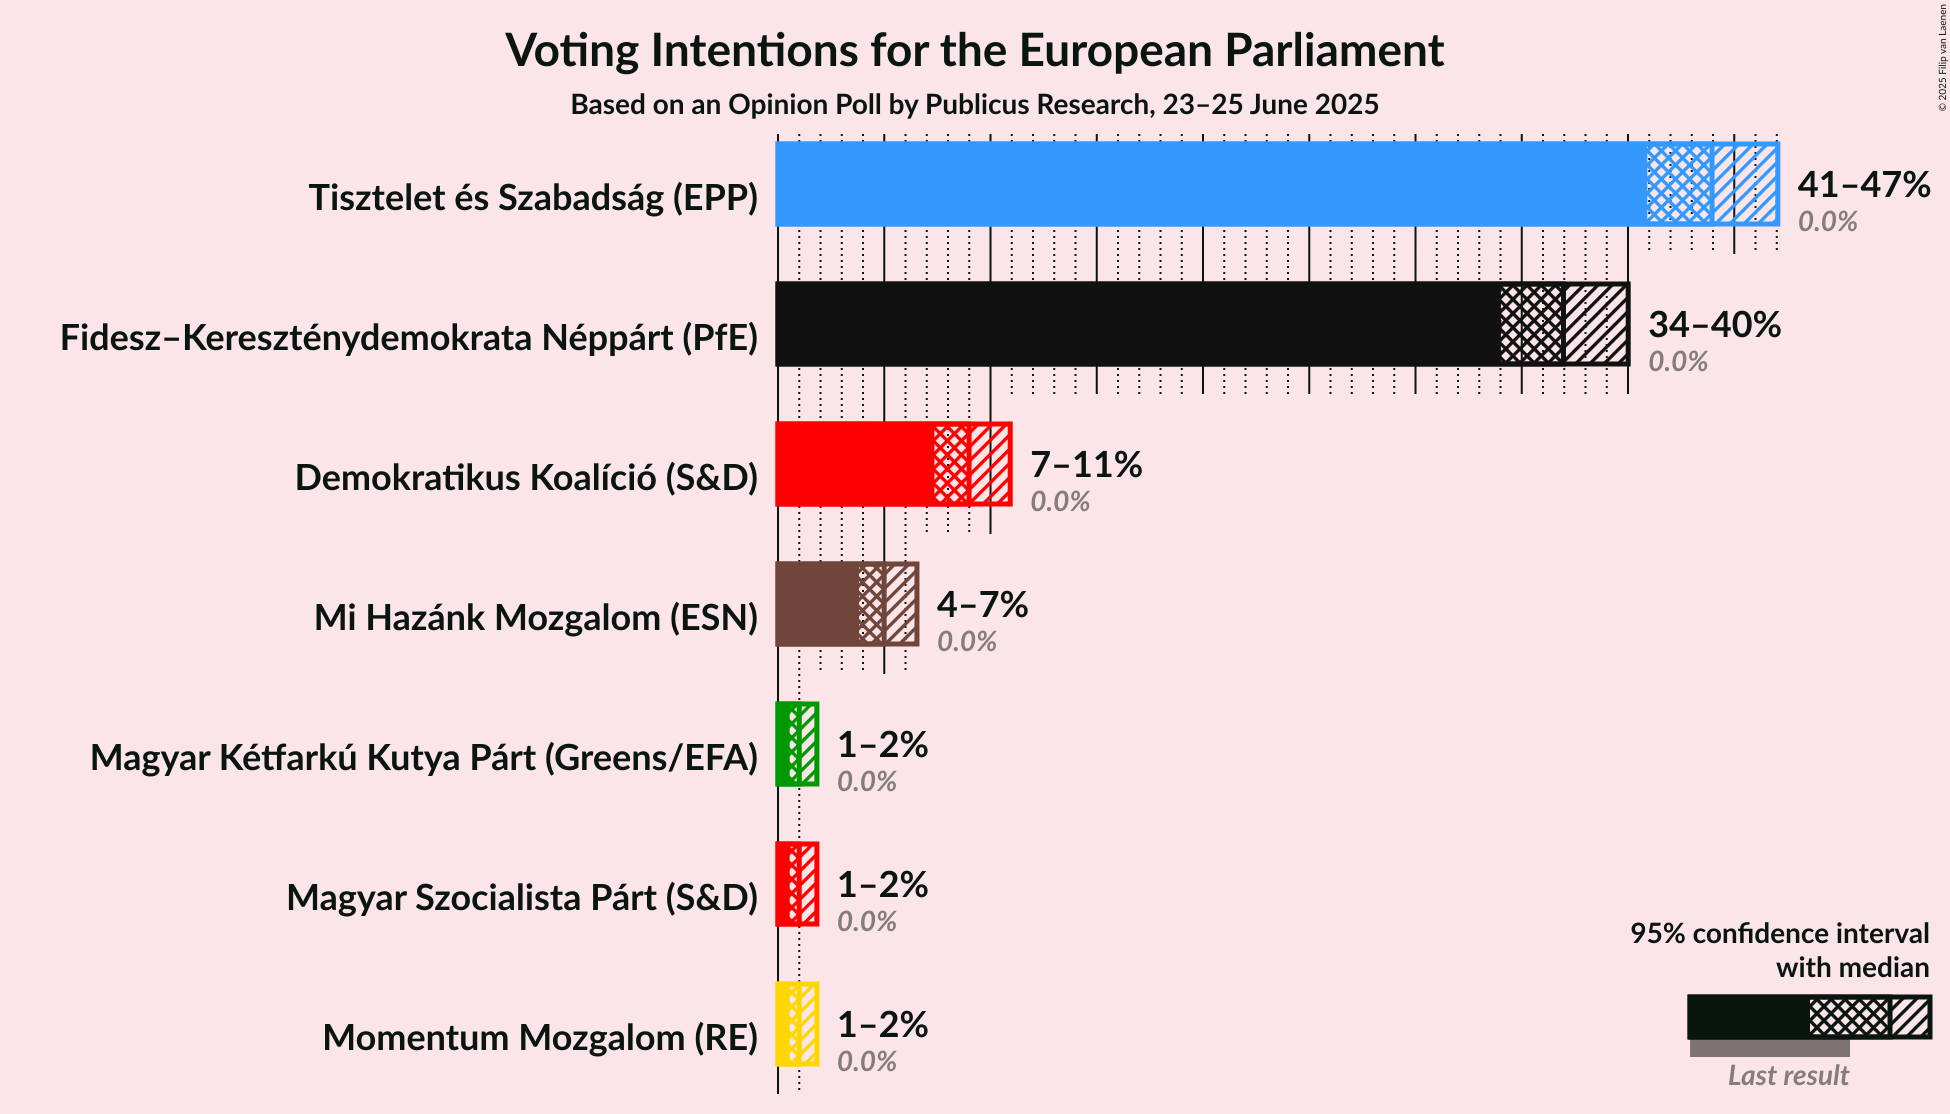 Voting Intentions for the European Parliament
Based on an Opinion Poll by Publicus Research, 23–25 June 2025
© 2025 Filip van Laenen
Tisztelet és Szabadság (EPP)
41–47%
0.0%
Fidesz–Kereszténydemokrata Néppárt (PfE)
34–40%
0.0%
Demokratikus Koalíció (S&D)
7–11%
0.0%
Mi Hazánk Mozgalom (ESN)
4–7%
0.0%
Magyar Kétfarkú Kutya Párt (Greens/EFA)
1–2%
0.0%
Magyar Szocialista Párt (S&D)
1–2%
0.0%
Momentum Mozgalom (RE)
1–2%
0.0%
95% confidence interval
with median
Last result